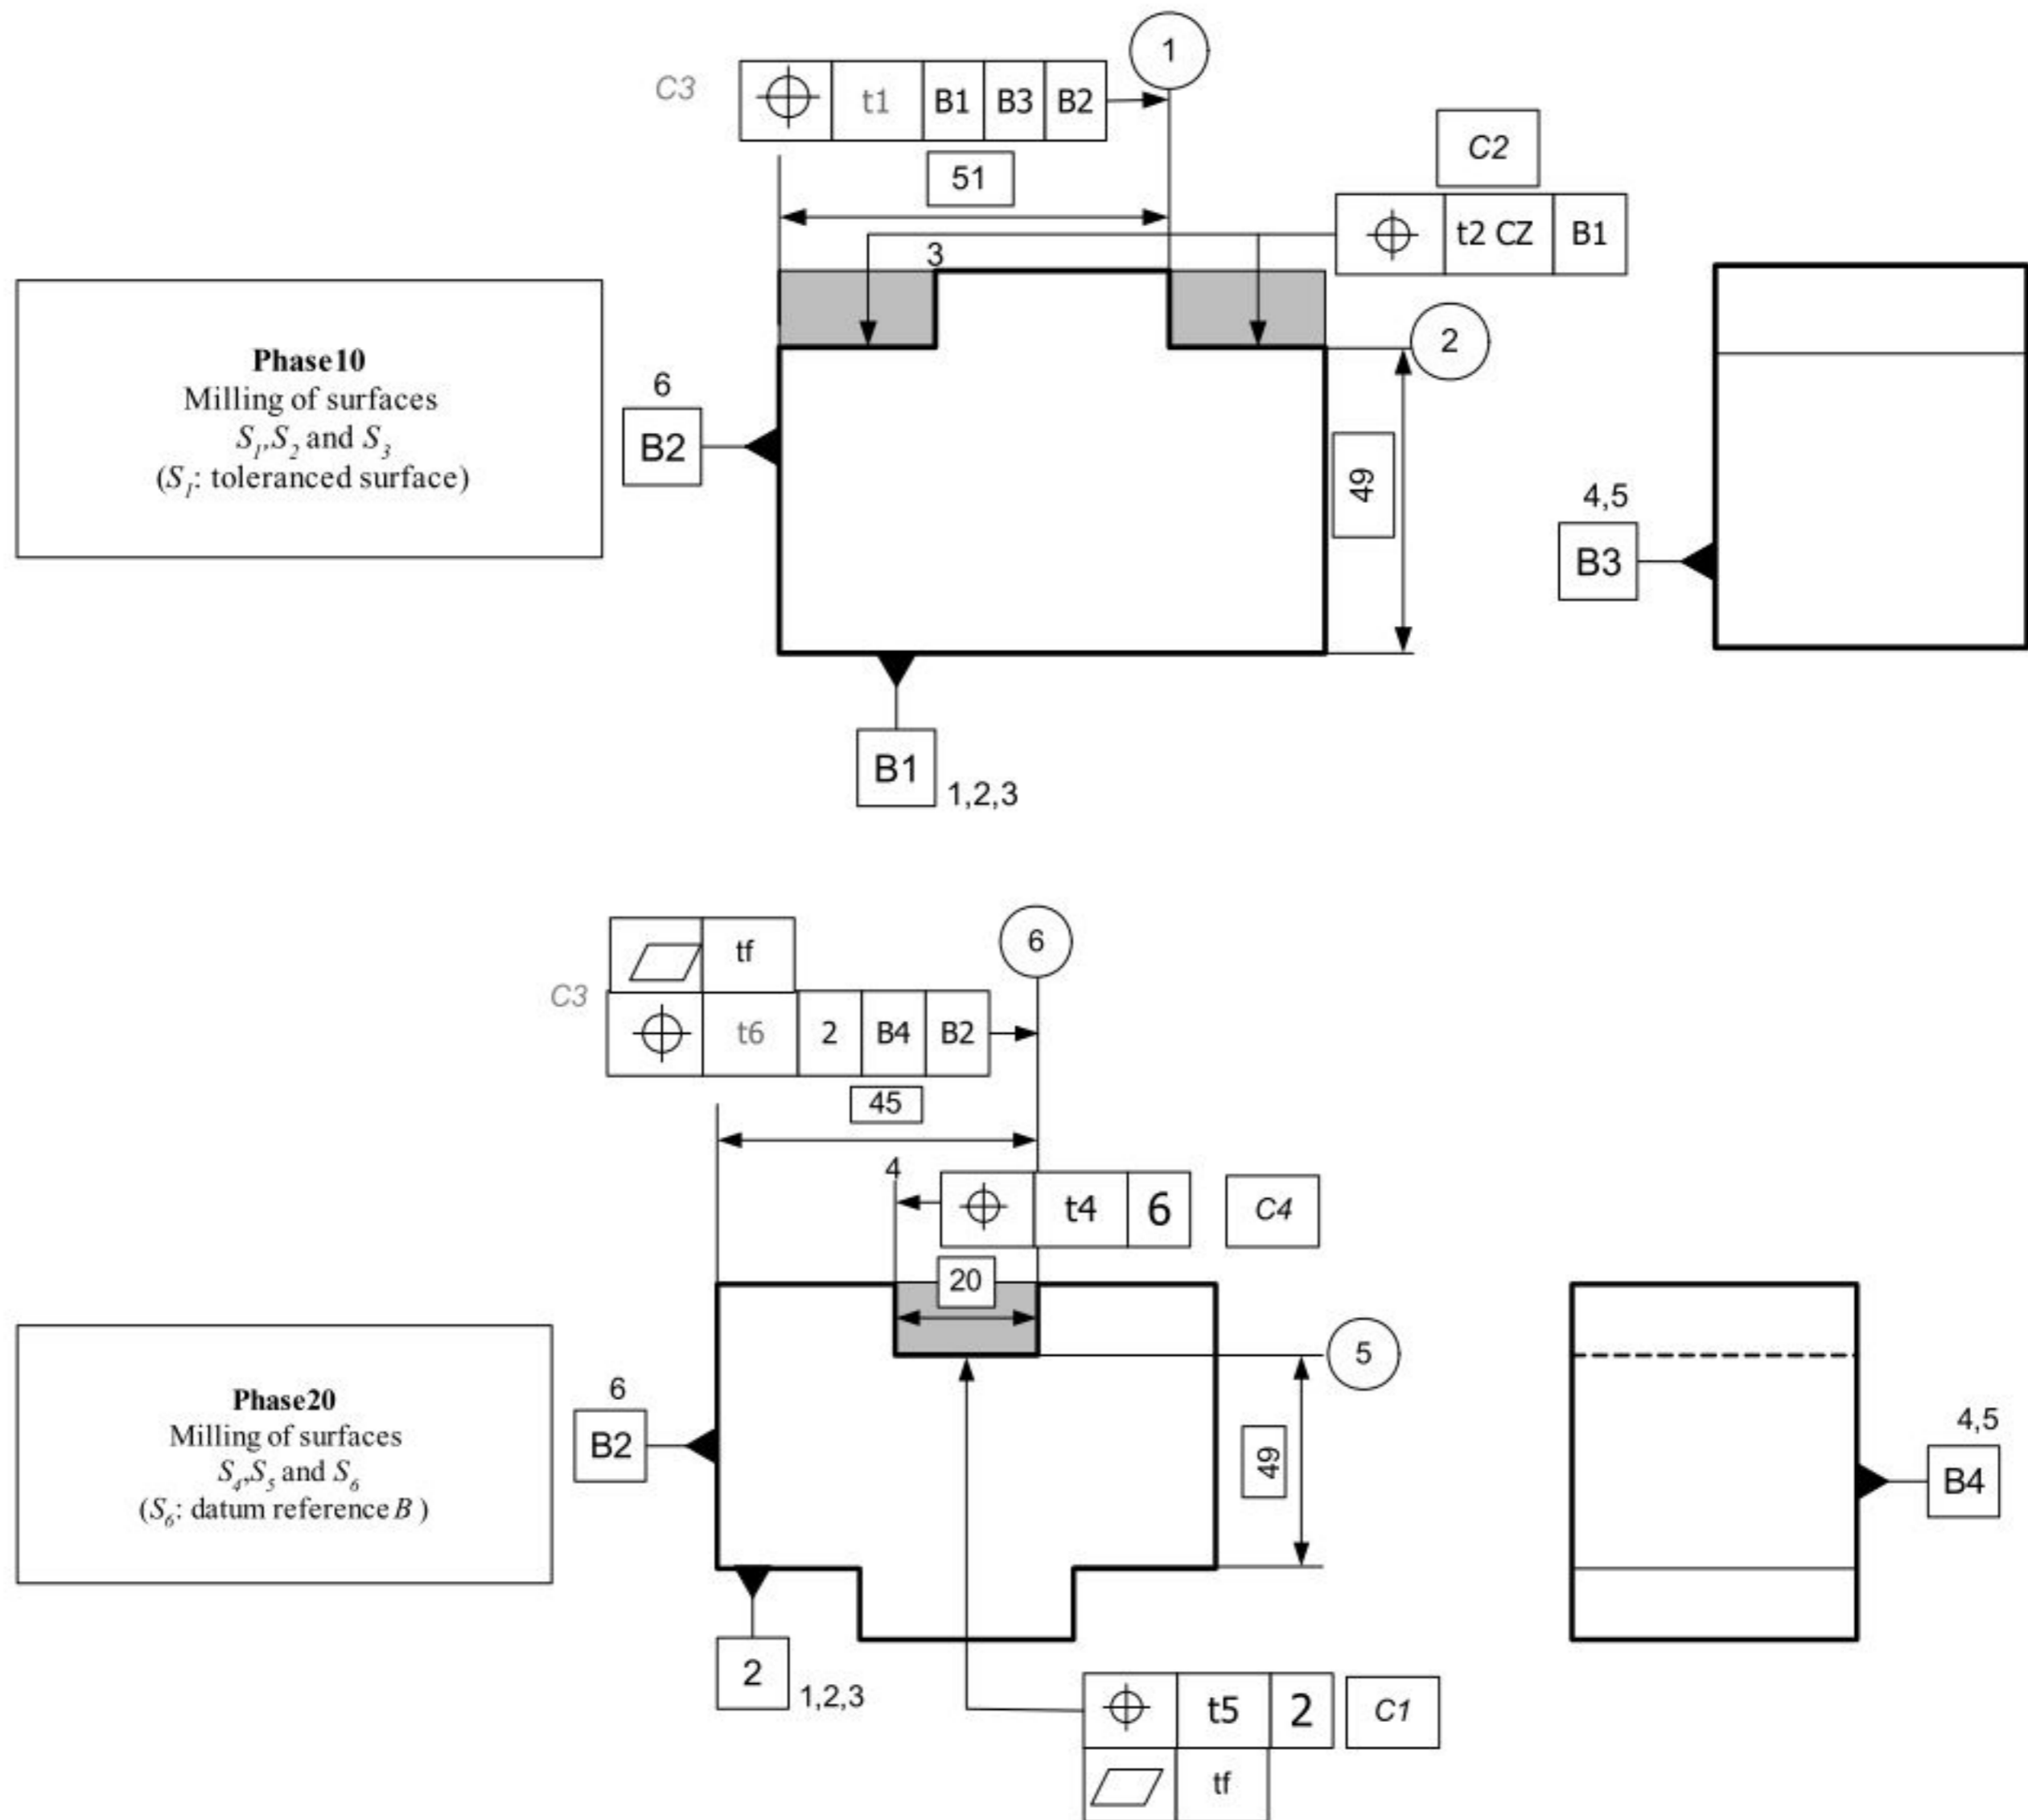 1
C3 t1 B1 B3 B2
C2
51
t2 CZ B1
3
2
Phase10
Milling of surfaces
S1,S2 and S3
(S1: toleranced surface)
6
B2
49
4,5
B3
B1
1,2,3
6
tf
C3 t6 2 B4 B2
45
4
t4 6 C4
20
5
Phase20
Milling of surfaces
S4,S5 and S6
(S6: datum reference B )
6
B2
49
4,5
B4
2
1,2,3
t5 2 C1
tf